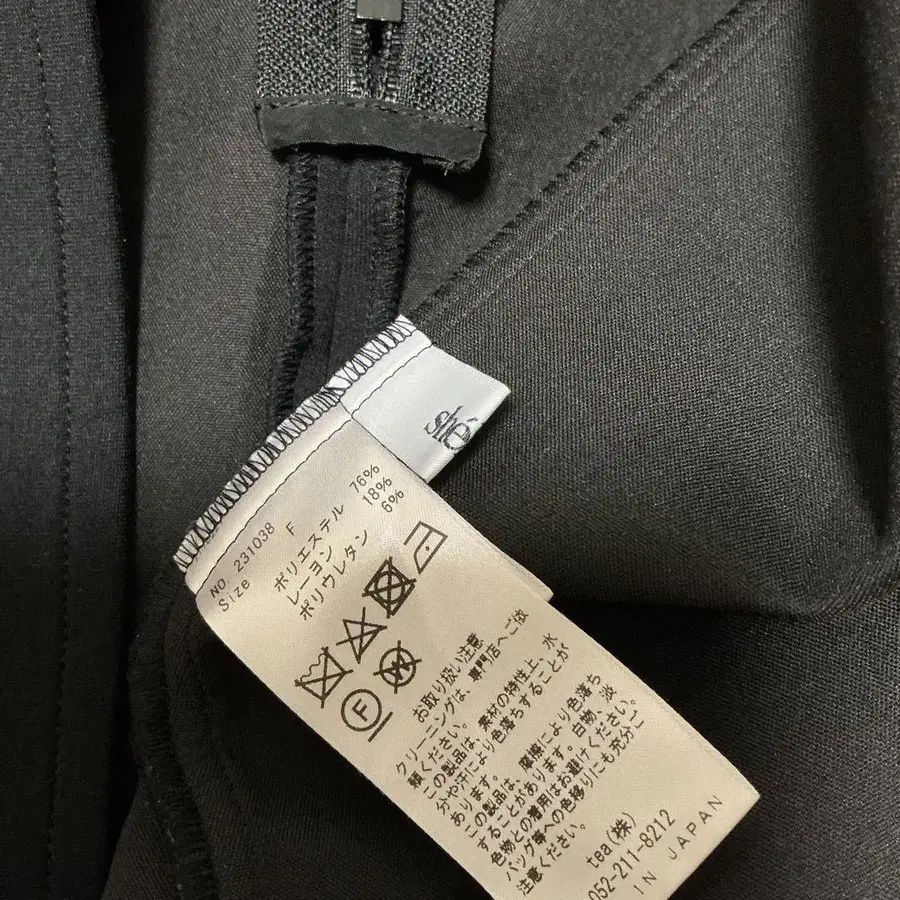 shé
NO. 231038
Size F
ポリエステル 76%
レーヨン 18%
ポリウレタン 6%
F
W
お取り扱い注意
クリーニングは、専門店へご依
頼ください。
この製品は、素材の特性上、水
分や汗により色落ちすることが
あります。
この製品は、摩擦により色落ち
することがあります。白物、淡
色物との着用はお避けください。
バッグ等への色移りにも充分ご
tea(株)
052-211-8212
IN JAPAN